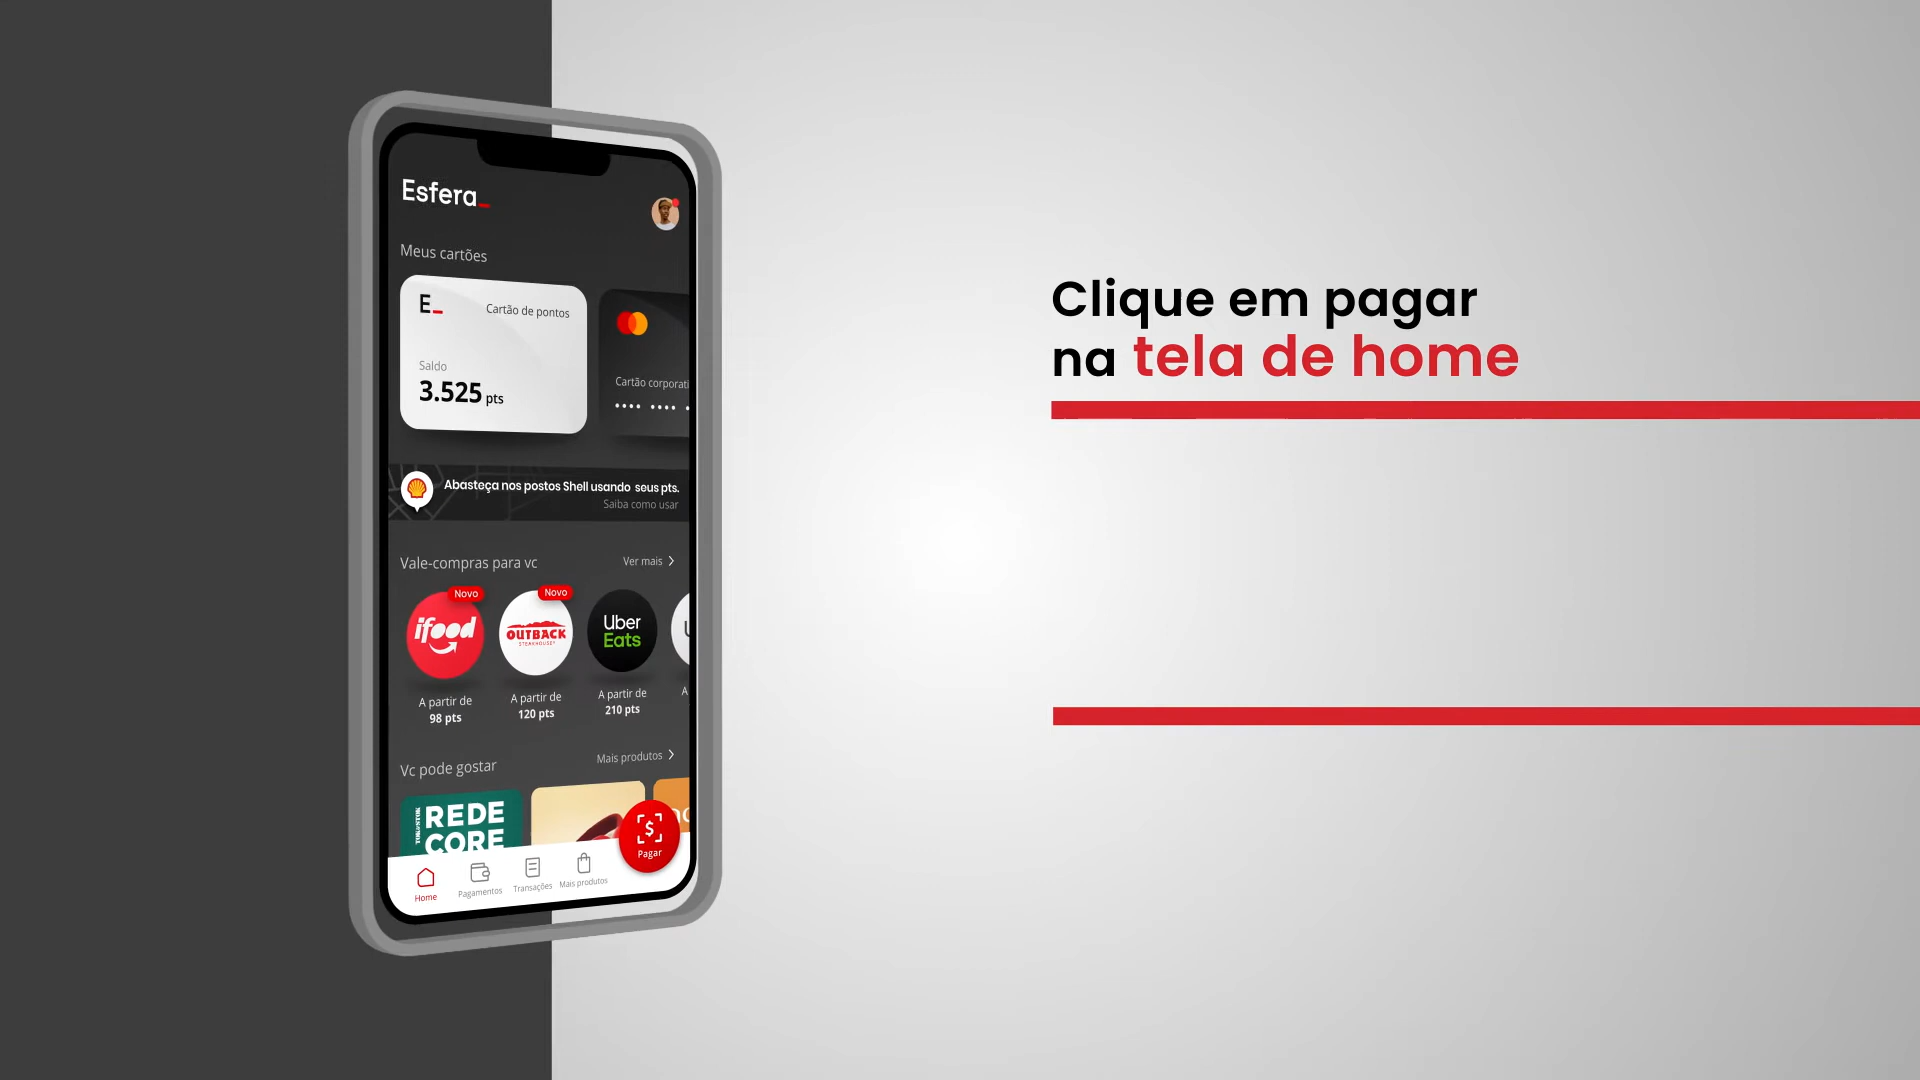 Esfera_
Meus cartões
E_
Cartão de pontos
Saldo
3.525 pts
Cartão corporati
•••• •••• •
Abasteça nos postos Shell usando seus pts.
Saiba como usar
Vale-compras para vc
Ver mais
Novo
Novo
ifood
OUTBACK
STEAKHOUSE
Uber
Eats
A partir de
98 pts
A partir de
120 pts
A partir de
210 pts
A
Vc pode gostar
Mais produtos
REDE
CORE
$
Pagar
Home
Pagamentos
Transações
Mais produtos
Clique em pagar
na tela de home